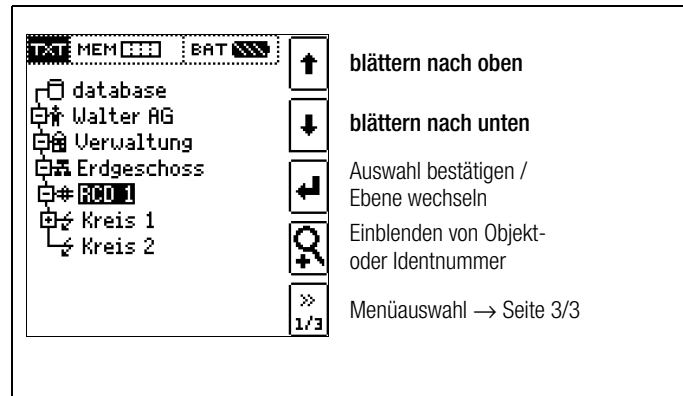 TXT MEM BAT
database
Walter AG
Verwaltung
Erdgeschoss
RCD 1
Kreis 1
Kreis 2
1/3
blättern nach oben
blättern nach unten
Auswahl bestätigen /
Ebene wechseln
Einblenden von Objekt-
oder Identnummer
Menüauswahl → Seite 3/3